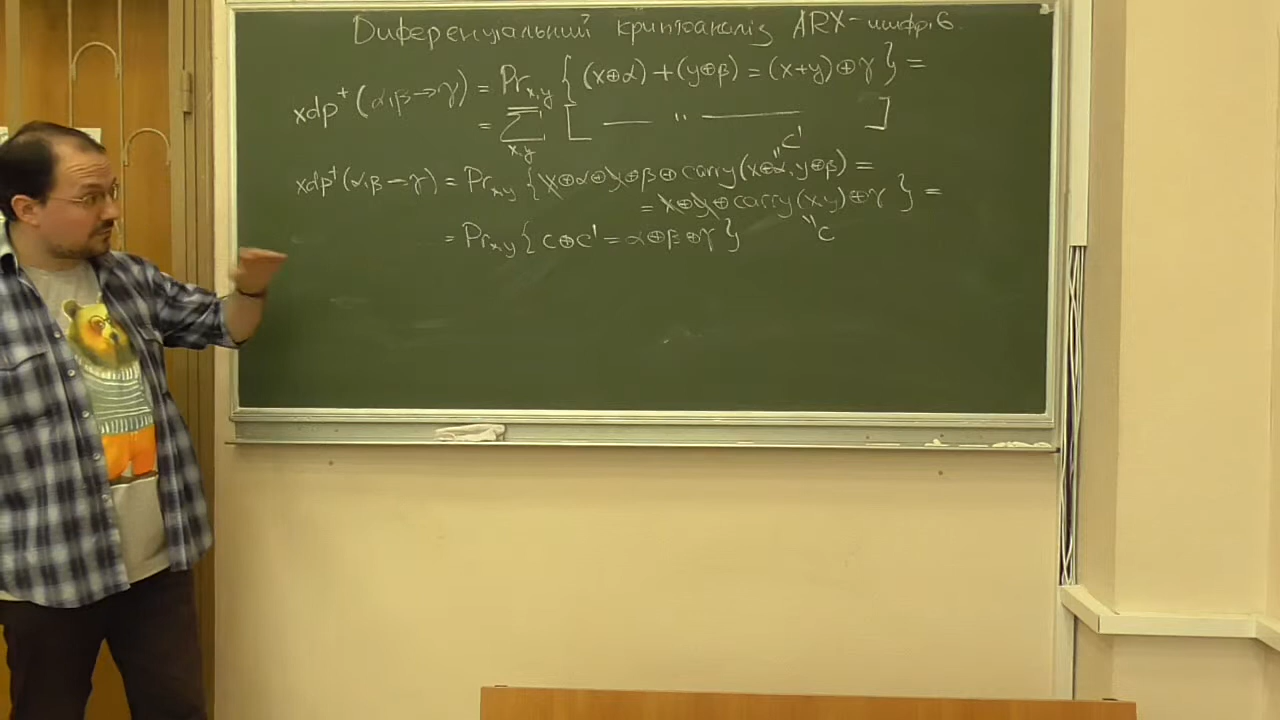 Диференціальний криптоаналіз ARX-шифрів
xdp⁺(α,β→γ) = Pr_{x,y} { (x⊕α) + (y⊕β) = (x+y) ⊕ γ } =
= Σ_{x,y} [ —— " —— ]
xdp⁺(α,β→γ) = Pr_{x,y} { x⊕α⊕y⊕β⊕carry(x⊕α, y⊕β) =
" c'
= x⊕y⊕carry(x,y)⊕γ } =
" c
= Pr_{x,y} { c⊕c' = α⊕β⊕γ }